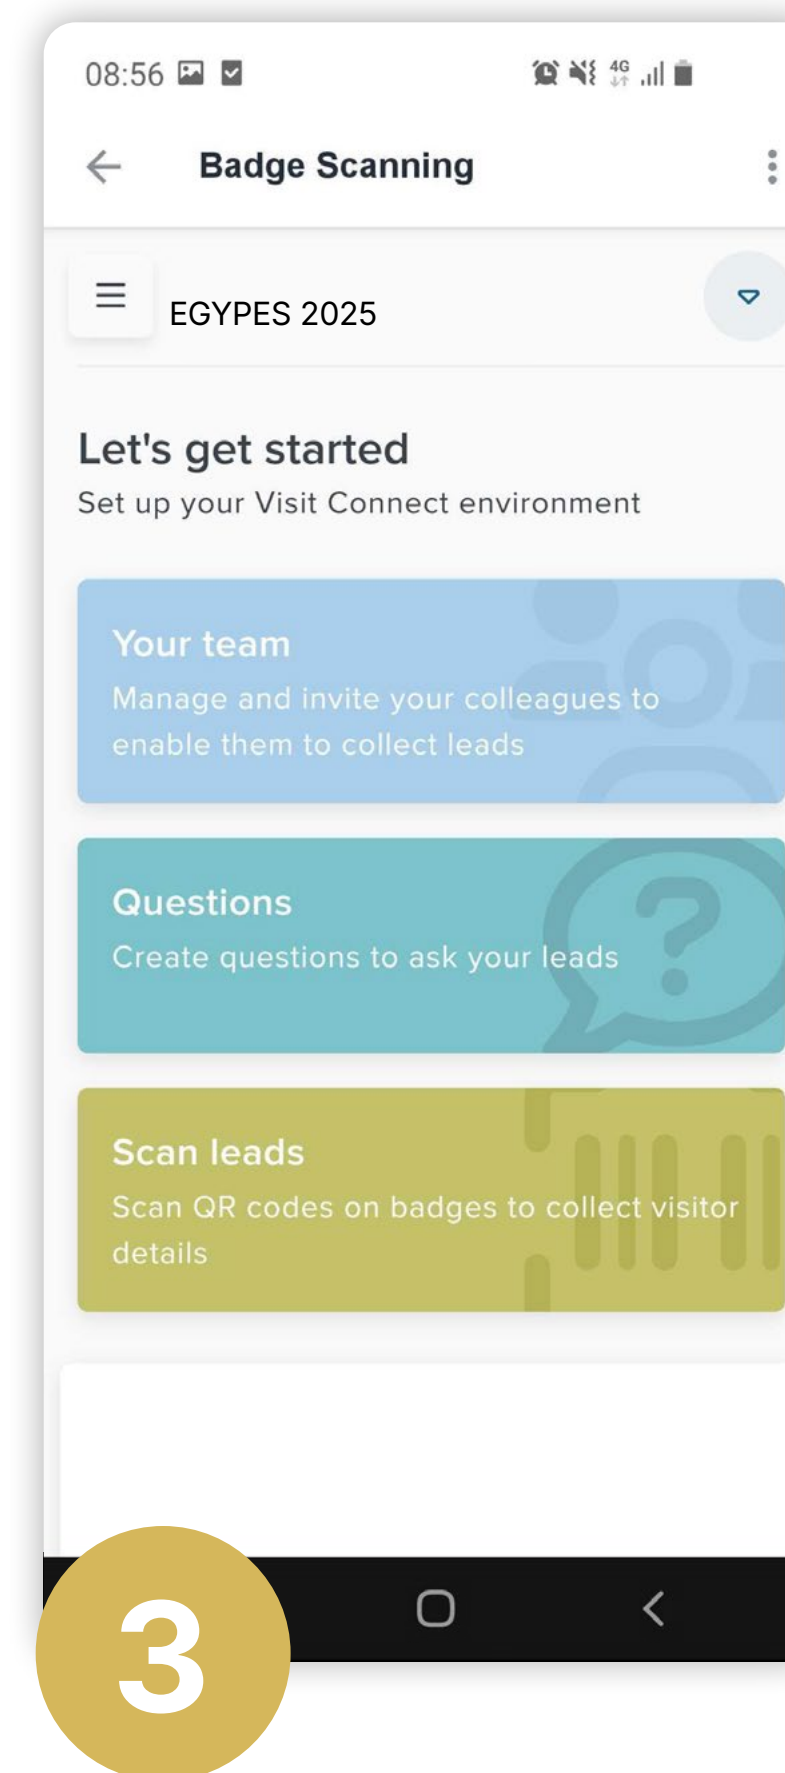 08:56
4G
Badge Scanning
EGYPES 2025
Let's get started
Set up your Visit Connect environment
Your team
Manage and invite your colleagues to
enable them to collect leads
Questions
Create questions to ask your leads
Scan leads
Scan QR codes on badges to collect visitor
details
3